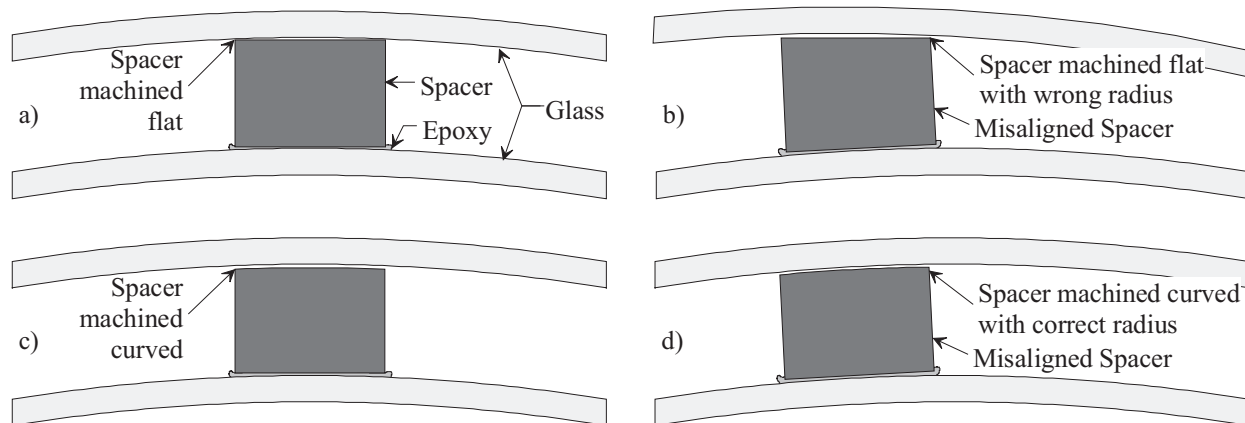 a)
Spacer
machined
flat
Spacer
Epoxy
Glass
b)
Spacer machined flat
with wrong radius
Misaligned Spacer
c)
Spacer
machined
curved
d)
Spacer machined curved
with correct radius
Misaligned Spacer